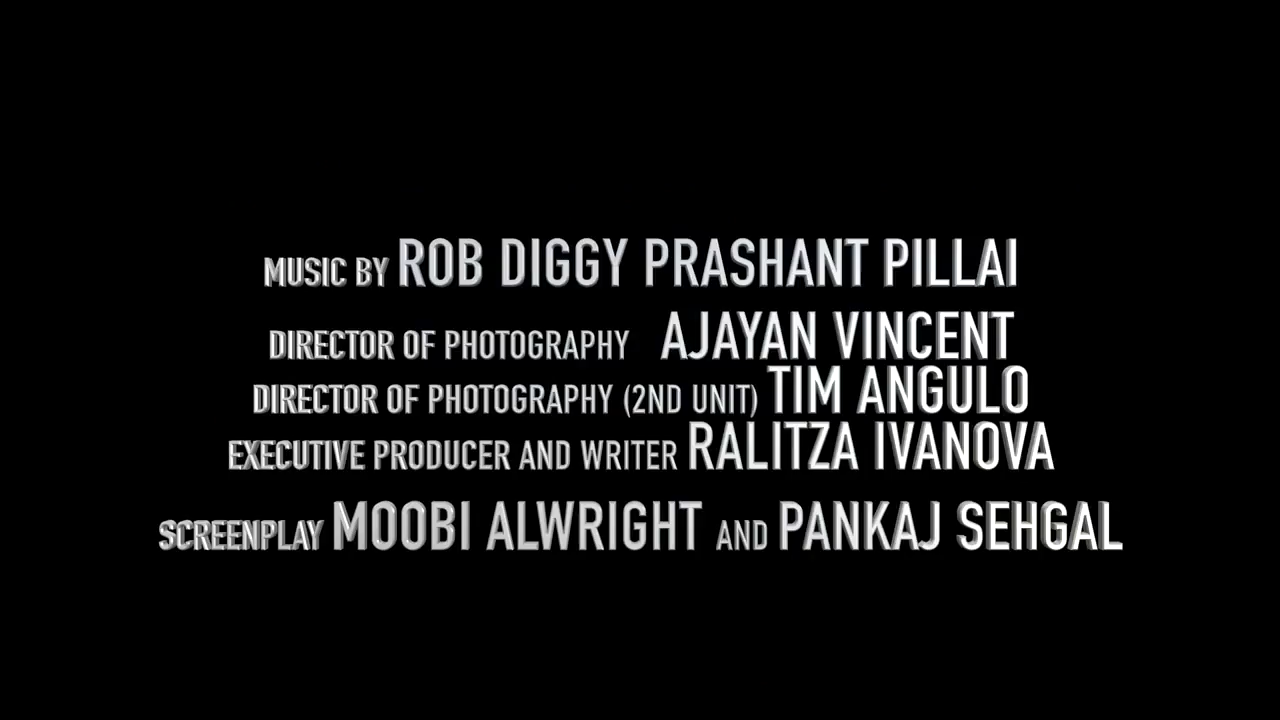 MUSIC BY ROB DIGGY PRASHANT PILLAI
DIRECTOR OF PHOTOGRAPHY AJAYAN VINCENT
DIRECTOR OF PHOTOGRAPHY (2ND UNIT) TIM ANGULO
EXECUTIVE PRODUCER AND WRITER RALITZA IVANOVA
SCREENPLAY MOOBI ALWRIGHT AND PANKAJ SEHGAL